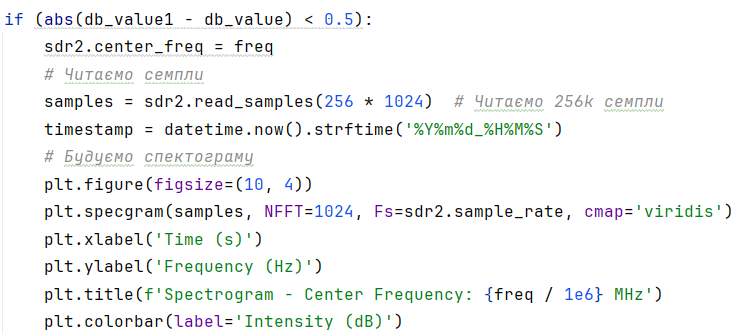 if (abs(db_value1 - db_value) < 0.5):
    sdr2.center_freq = freq
    # Читаємо семпли
    samples = sdr2.read_samples(256 * 1024)  # Читаємо 256k семпли
    timestamp = datetime.now().strftime('%Y%m%d_%H%M%S')
    # Будуємо спектограму
    plt.figure(figsize=(10, 4))
    plt.specgram(samples, NFFT=1024, Fs=sdr2.sample_rate, cmap='viridis')
    plt.xlabel('Time (s)')
    plt.ylabel('Frequency (Hz)')
    plt.title(f'Spectrogram - Center Frequency: {freq / 1e6} MHz')
    plt.colorbar(label='Intensity (dB)')